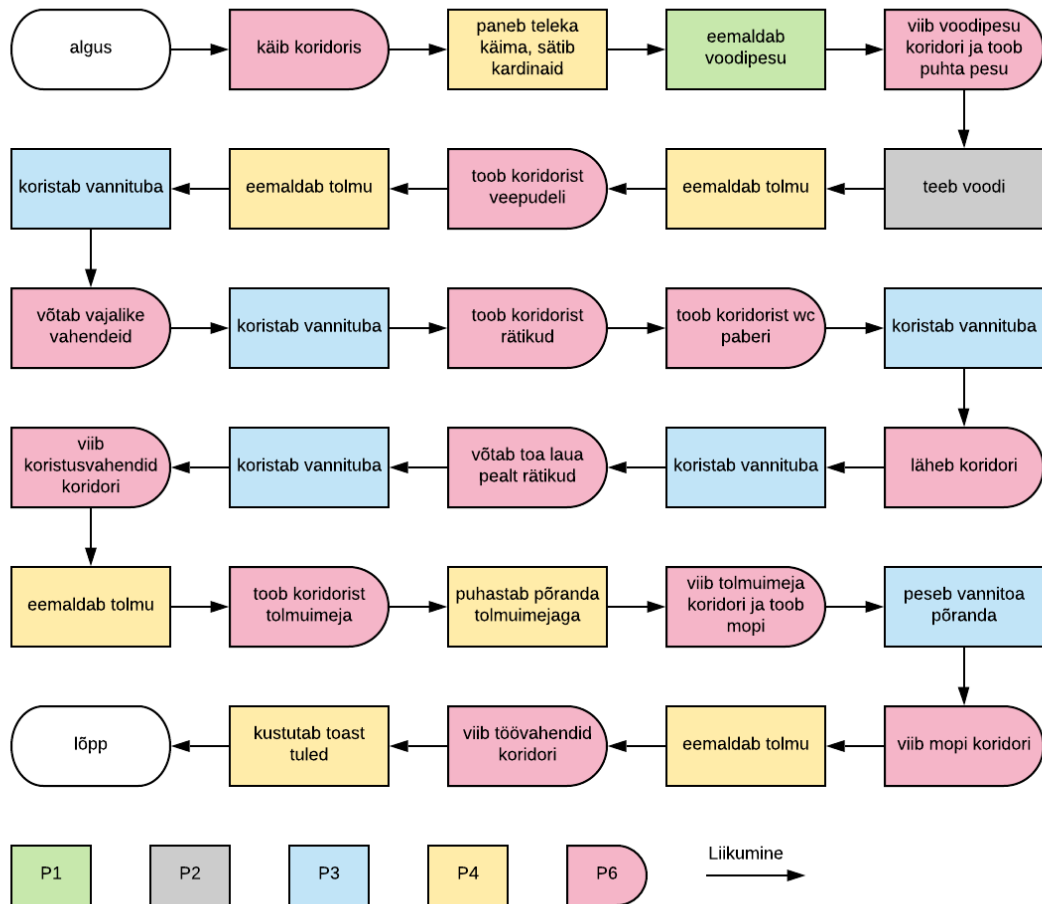 algus
käib koridoris
paneb teleka
käima, sätib
kardinaid
eemaldab
voodipesu
viib voodipesu
koridori ja toob
puhta pesu
teeb voodi
eemaldab tolmu
toob koridorist
veepudeli
eemaldab tolmu
koristab vannituba
võtab vajalike
vahendeid
koristab vannituba
toob koridorist
rätikud
toob koridorist wc
paberi
koristab vannituba
läheb koridori
koristab vannituba
võtab toa laua
pealt rätikud
koristab vannituba
viib
koristusvahendid
koridori
eemaldab tolmu
toob koridorist
tolmuimeja
puhastab põranda
tolmuimejaga
viib tolmuimeja
koridori ja toob
mopi
peseb vannitoa
põranda
viib mopi koridori
eemaldab tolmu
viib töövahendid
koridori
kustutab toast
tuled
lõpp
P1
P2
P3
P4
P6
Liikumine